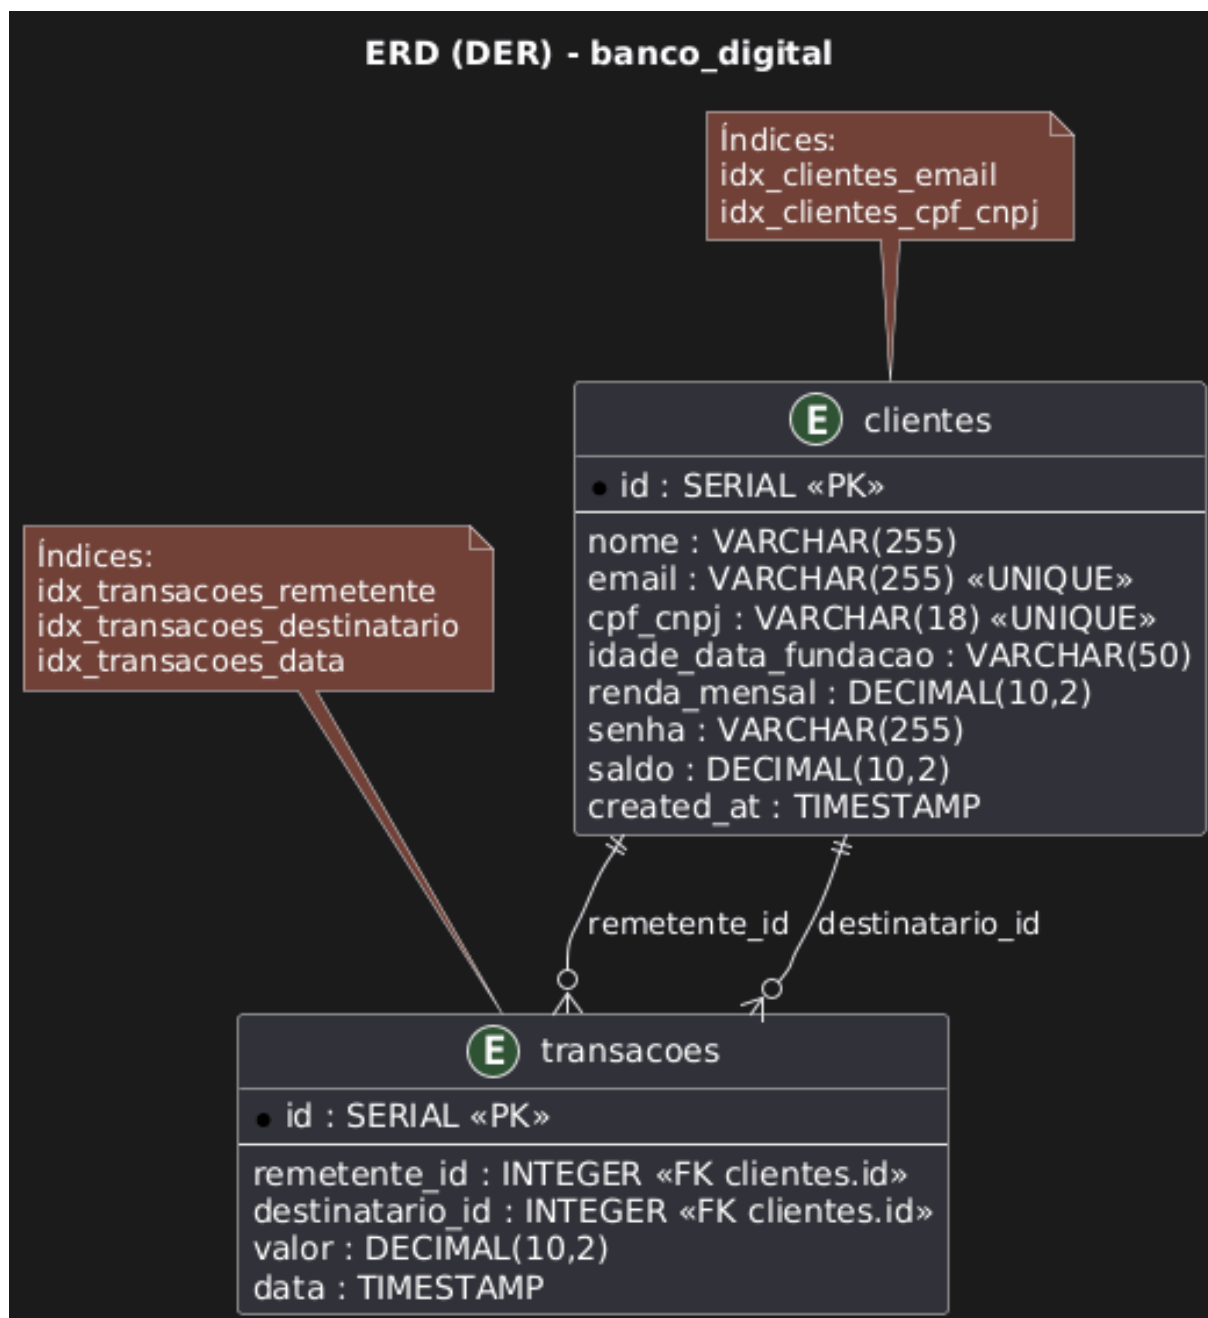 ERD (DER) - banco_digital
Índices:
idx_clientes_email
idx_clientes_cpf_cnpj
E clientes
id : SERIAL «PK»
nome : VARCHAR(255)
email : VARCHAR(255) «UNIQUE»
cpf_cnpj : VARCHAR(18) «UNIQUE»
idade_data_fundacao : VARCHAR(50)
renda_mensal : DECIMAL(10,2)
senha : VARCHAR(255)
saldo : DECIMAL(10,2)
created_at : TIMESTAMP
Índices:
idx_transacoes_remetente
idx_transacoes_destinatario
idx_transacoes_data
remetente_id
destinatario_id
E transacoes
id : SERIAL «PK»
remetente_id : INTEGER «FK clientes.id»
destinatario_id : INTEGER «FK clientes.id»
valor : DECIMAL(10,2)
data : TIMESTAMP